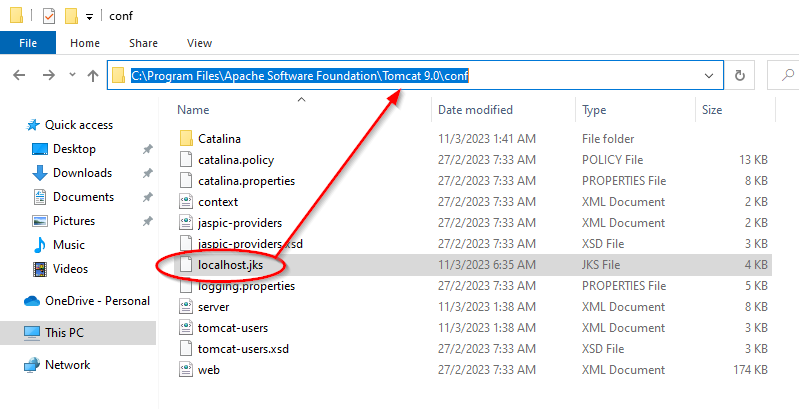 conf
File Home Share View
C:\Program Files\Apache Software Foundation\Tomcat 9.0\conf
Name Date modified Type Size
Quick access
Desktop
Downloads
Documents
Pictures
Music
Videos
OneDrive - Personal
This PC
Network
Catalina 11/3/2023 1:41 AM File folder
catalina.policy 27/2/2023 7:33 AM POLICY File 13 KB
catalina.properties 27/2/2023 7:33 AM PROPERTIES File 8 KB
context 27/2/2023 7:33 AM XML Document 2 KB
jaspic-providers 27/2/2023 7:33 AM XML Document 2 KB
jaspic-providers.xsd 27/2/2023 7:33 AM XSD File 3 KB
localhost.jks 11/3/2023 6:35 AM JKS File 4 KB
logging.properties 27/2/2023 7:33 AM PROPERTIES File 5 KB
server 11/3/2023 1:38 AM XML Document 8 KB
tomcat-users 11/3/2023 1:38 AM XML Document 3 KB
tomcat-users.xsd 27/2/2023 7:33 AM XSD File 3 KB
web 27/2/2023 7:33 AM XML Document 174 KB